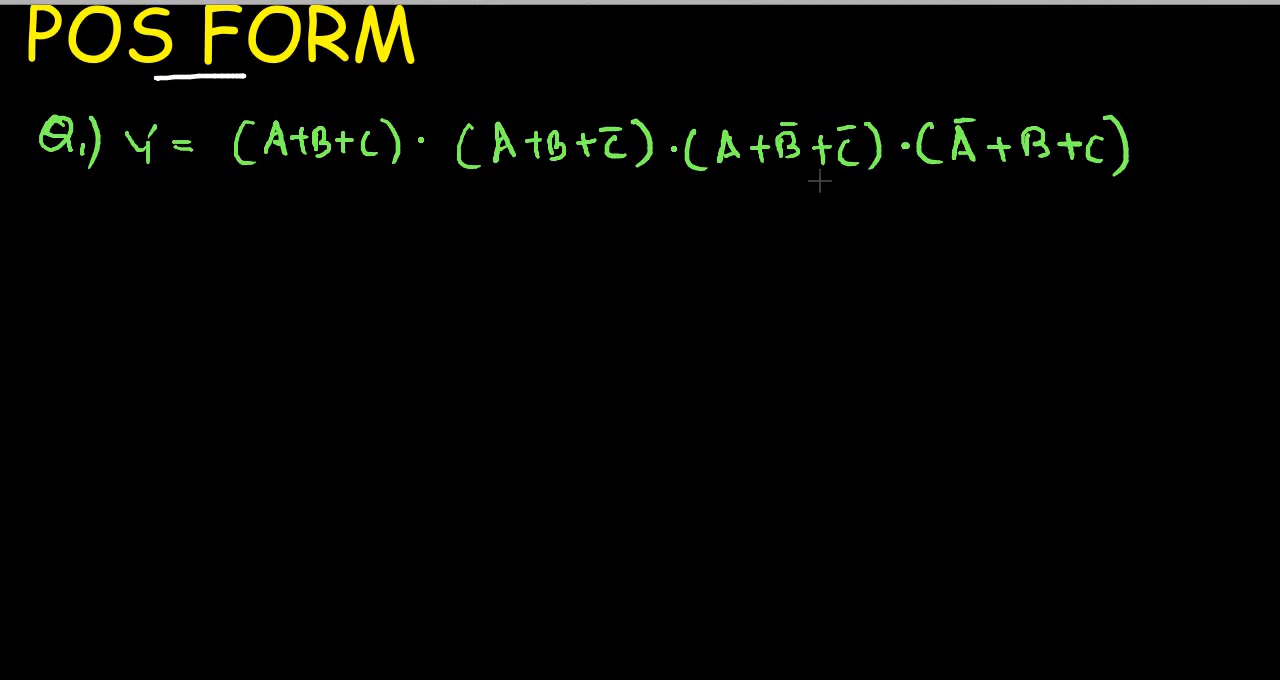 POS FORM
Q.) Y = (A+B+C) · (A+B+C̅) · (A+B̅+C̅) · (A̅+B+C)